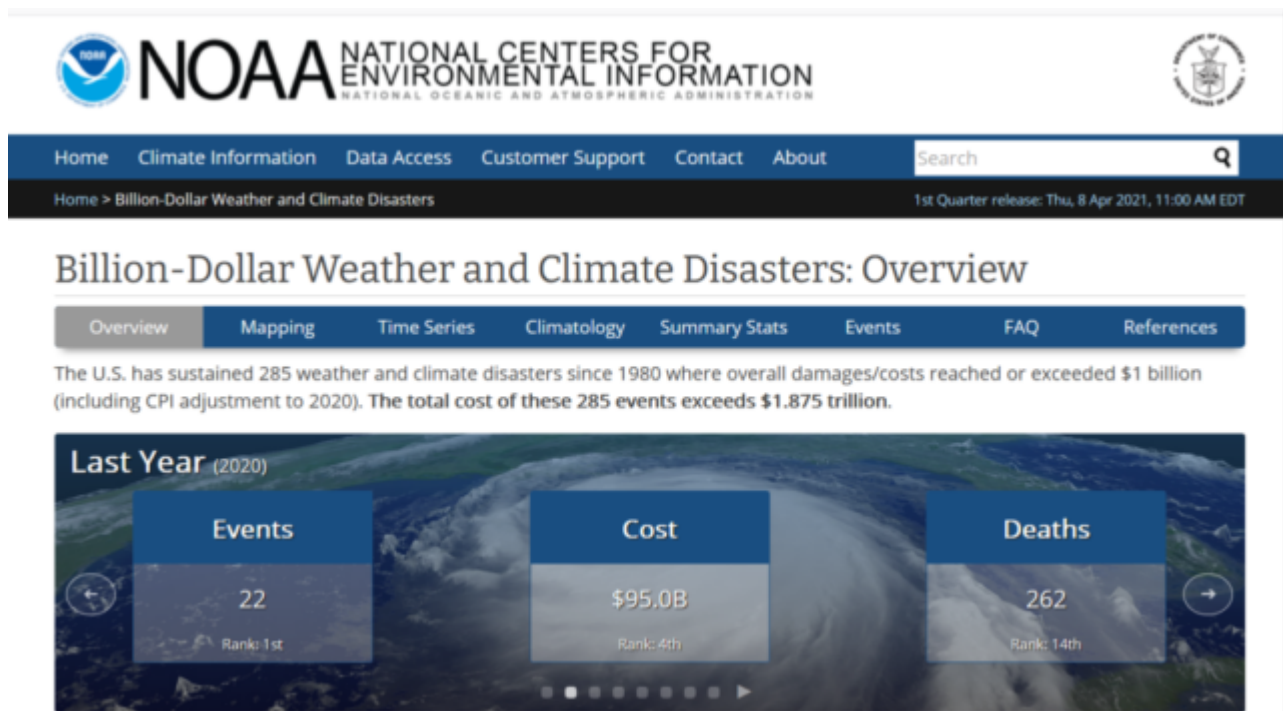 NOAA NATIONAL CENTERS FOR
ENVIRONMENTAL INFORMATION
NATIONAL OCEANIC AND ATMOSPHERIC ADMINISTRATION
Home Climate Information Data Access Customer Support Contact About Search
Home > Billion-Dollar Weather and Climate Disasters 1st Quarter release: Thu, 8 Apr 2021, 11:00 AM EDT
Billion-Dollar Weather and Climate Disasters: Overview
Overview Mapping Time Series Climatology Summary Stats Events FAQ References
The U.S. has sustained 285 weather and climate disasters since 1980 where overall damages/costs reached or exceeded $1 billion
(including CPI adjustment to 2020). The total cost of these 285 events exceeds $1.875 trillion.
Last Year (2020)
Events Cost Deaths
22 $95.0B 262
Rank: 1st Rank: 4th Rank: 14th